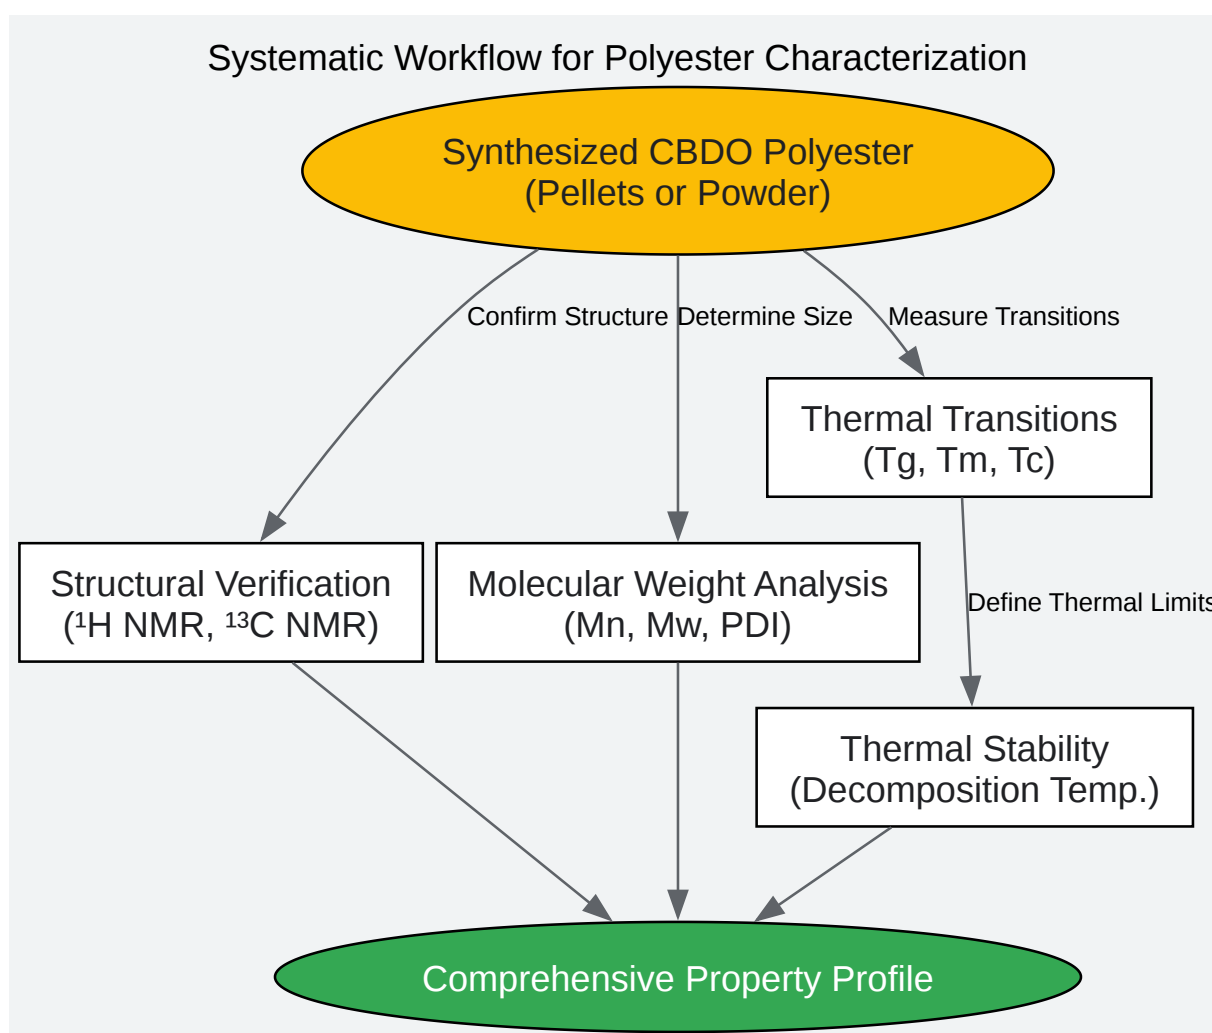 Systematic Workflow for Polyester Characterization
Synthesized CBDO Polyester
(Pellets or Powder)
Confirm Structure
Determine Size
Measure Transitions
Thermal Transitions
(Tg, Tm, Tc)
Structural Verification
(¹H NMR, ¹³C NMR)
Molecular Weight Analysis
(Mn, Mw, PDI)
Define Thermal Limits
Thermal Stability
(Decomposition Temp.)
Comprehensive Property Profile